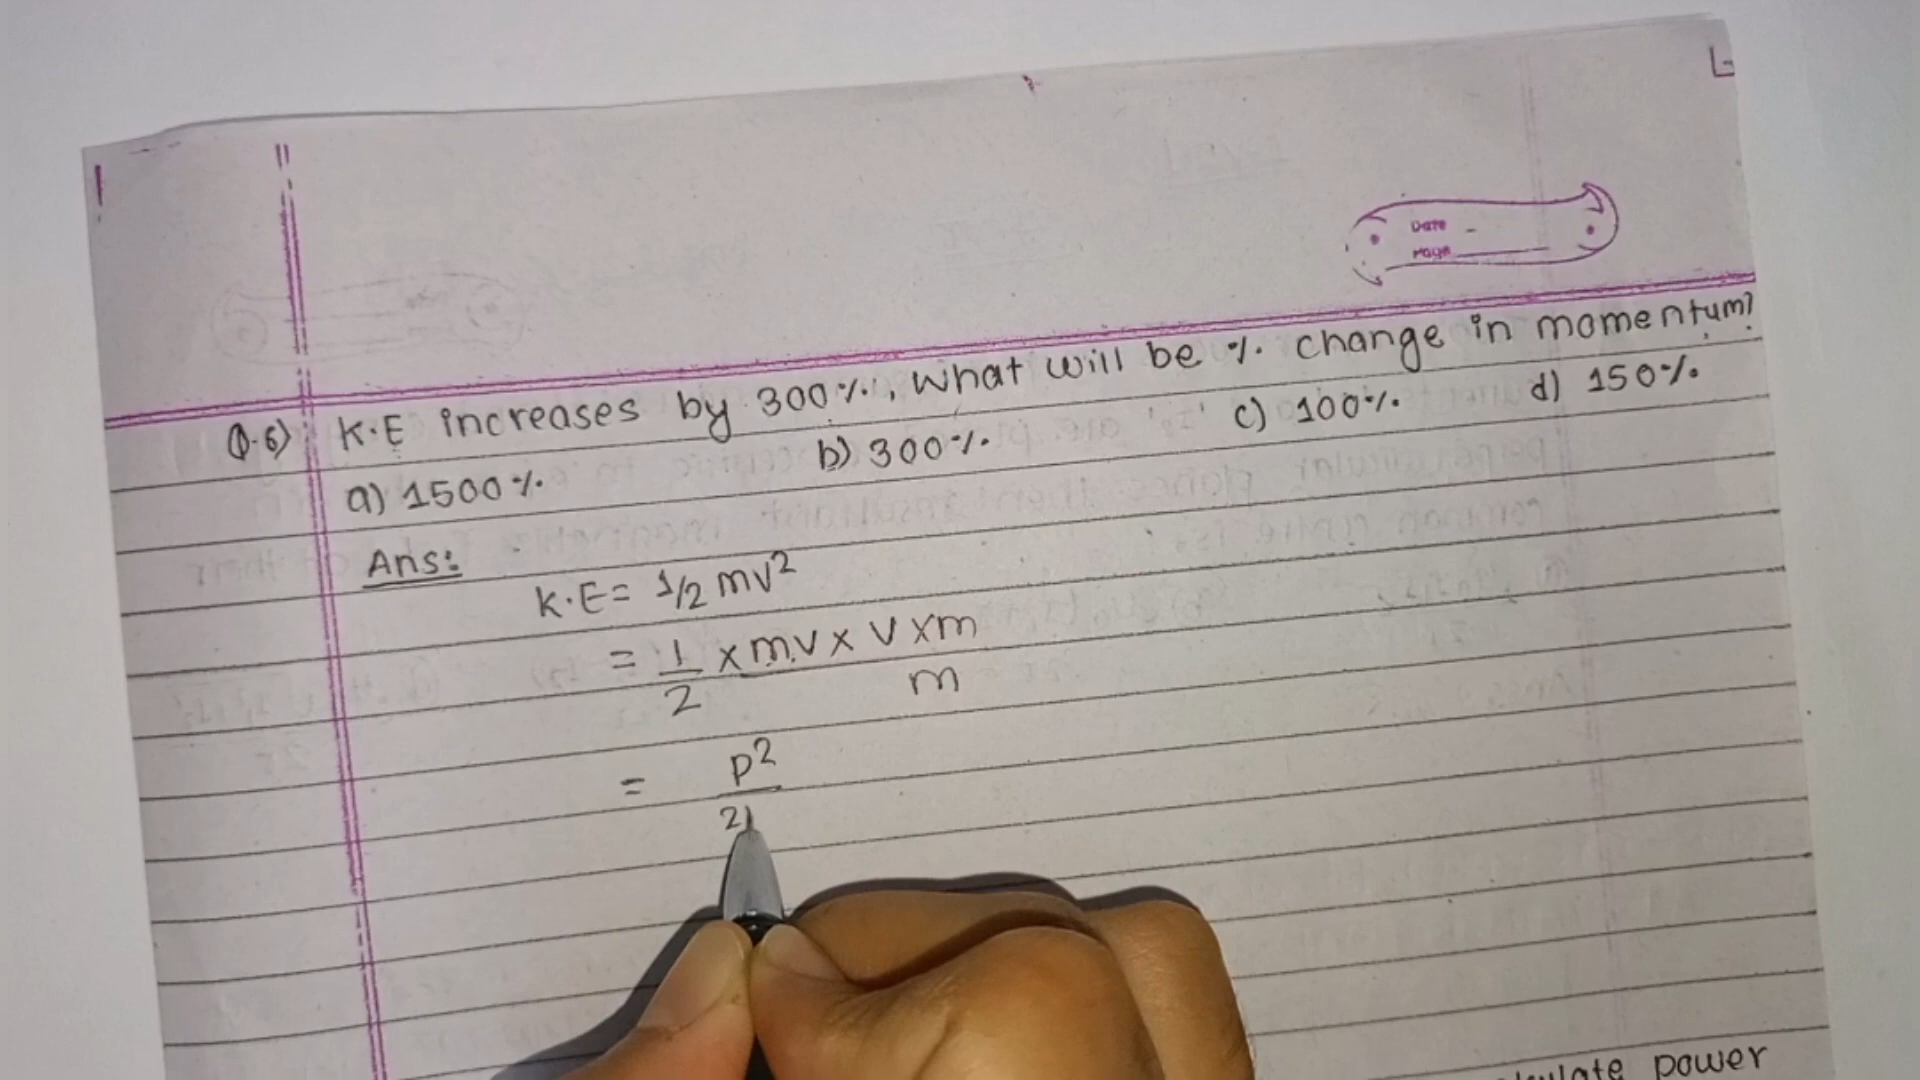 Date
Page
Q.6) K.E increases by 300%, what will be % change in momentum?
a) 1500% b) 300% c) 100% d) 150%
Ans:
K.E = 1/2 mv²
= 1/2 × mv × v × m / m
= p² / 2
power